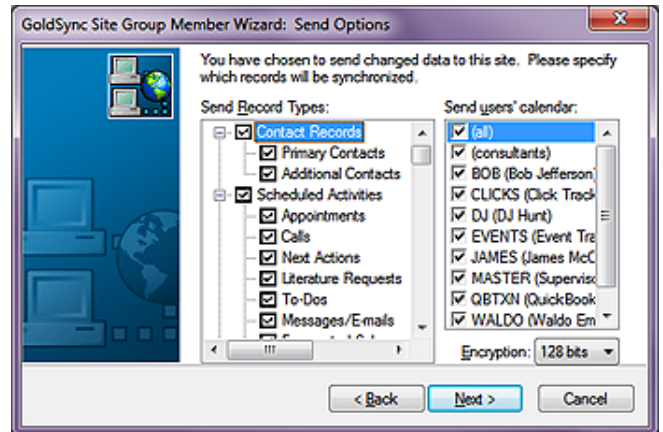 GoldSync Site Group Member Wizard: Send Options
You have chosen to send changed data to this site. Please specify
which records will be synchronized.
Send Record Types:
Contact Records
Primary Contacts
Additional Contacts
Scheduled Activities
Appointments
Calls
Next Actions
Literature Requests
To-Dos
Messages/E-mails
Send users' calendar:
(all)
(consultants)
BOB (Bob Jefferson)
CLICKS (Click Track
DJ (DJ Hunt)
EVENTS (Event Tra
JAMES (James McC
MASTER (Superviso
QBTXN (QuickBook
WALDO (Waldo Em
Encryption: 128 bits
< Back
Next >
Cancel